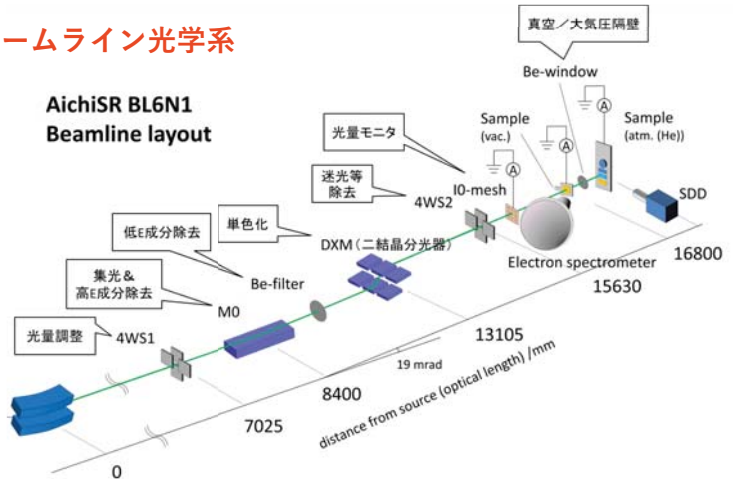 ームライン光学系
AichiSR BL6N1
Beamline layout
真空／大気圧隔壁
Be-window
光量モニタ
Sample
(vac.)
A
A
A
Sample
(atm. (He))
迷光等
除去
I0-mesh
4WS2
SDD
低E成分除去
単色化
DXM（二結晶分光器）
Electron spectrometer
16800
15630
集光＆
高E成分除去
Be-filter
M0
13105
光量調整
4WS1
19 mrad
8400
distance from source (optical length) /mm
7025
0